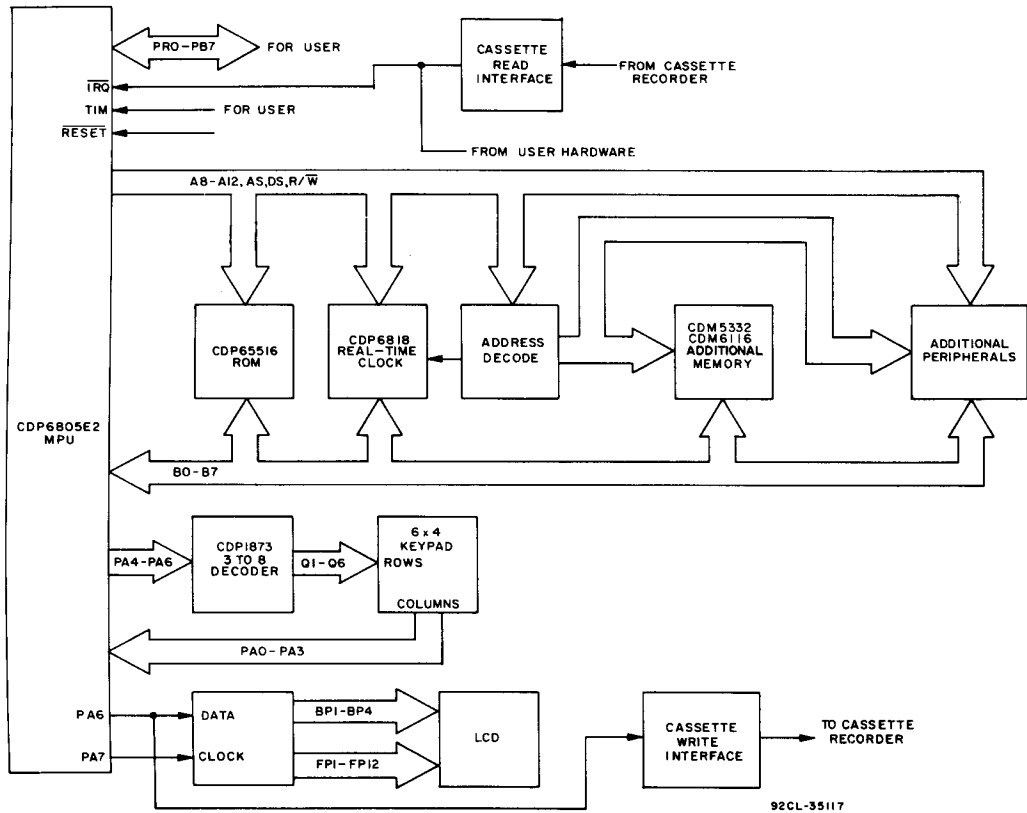 PRO-PB7
FOR USER
CASSETTE
READ
INTERFACE
FROM CASSETTE
RECORDER
IRQ
TIM
FOR USER
RESET
FROM USER HARDWARE
A8-A12, AS,DS,R/W̅
CDP65516
ROM
CDP6818
REAL-TIME
CLOCK
ADDRESS
DECODE
CDM5332
CDM6116
ADDITIONAL
MEMORY
ADDITIONAL
PERIPHERALS
CDP6805E2
MPU
B0-B7
PA4-PA6
CDP1873
3 TO 8
DECODER
Q1-Q6
6 x 4
KEYPAD
ROWS
COLUMNS
PA0-PA3
PA6
DATA
BP1-BP4
LCD
CASSETTE
WRITE
INTERFACE
TO CASSETTE
RECORDER
PA7
CLOCK
FP1-FP12
92CL-35117